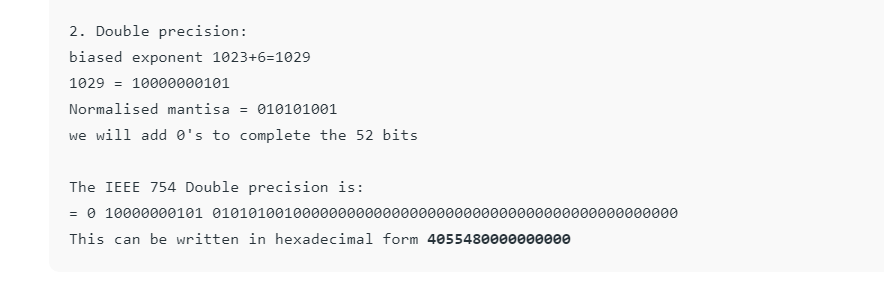 2. Double precision:
biased exponent 1023+6=1029
1029 = 10000000101
Normalised mantisa = 010101001
we will add 0's to complete the 52 bits
The IEEE 754 Double precision is:
= 0 10000000101 0101010010000000000000000000000000000000000000000000
This can be written in hexadecimal form 4055480000000000